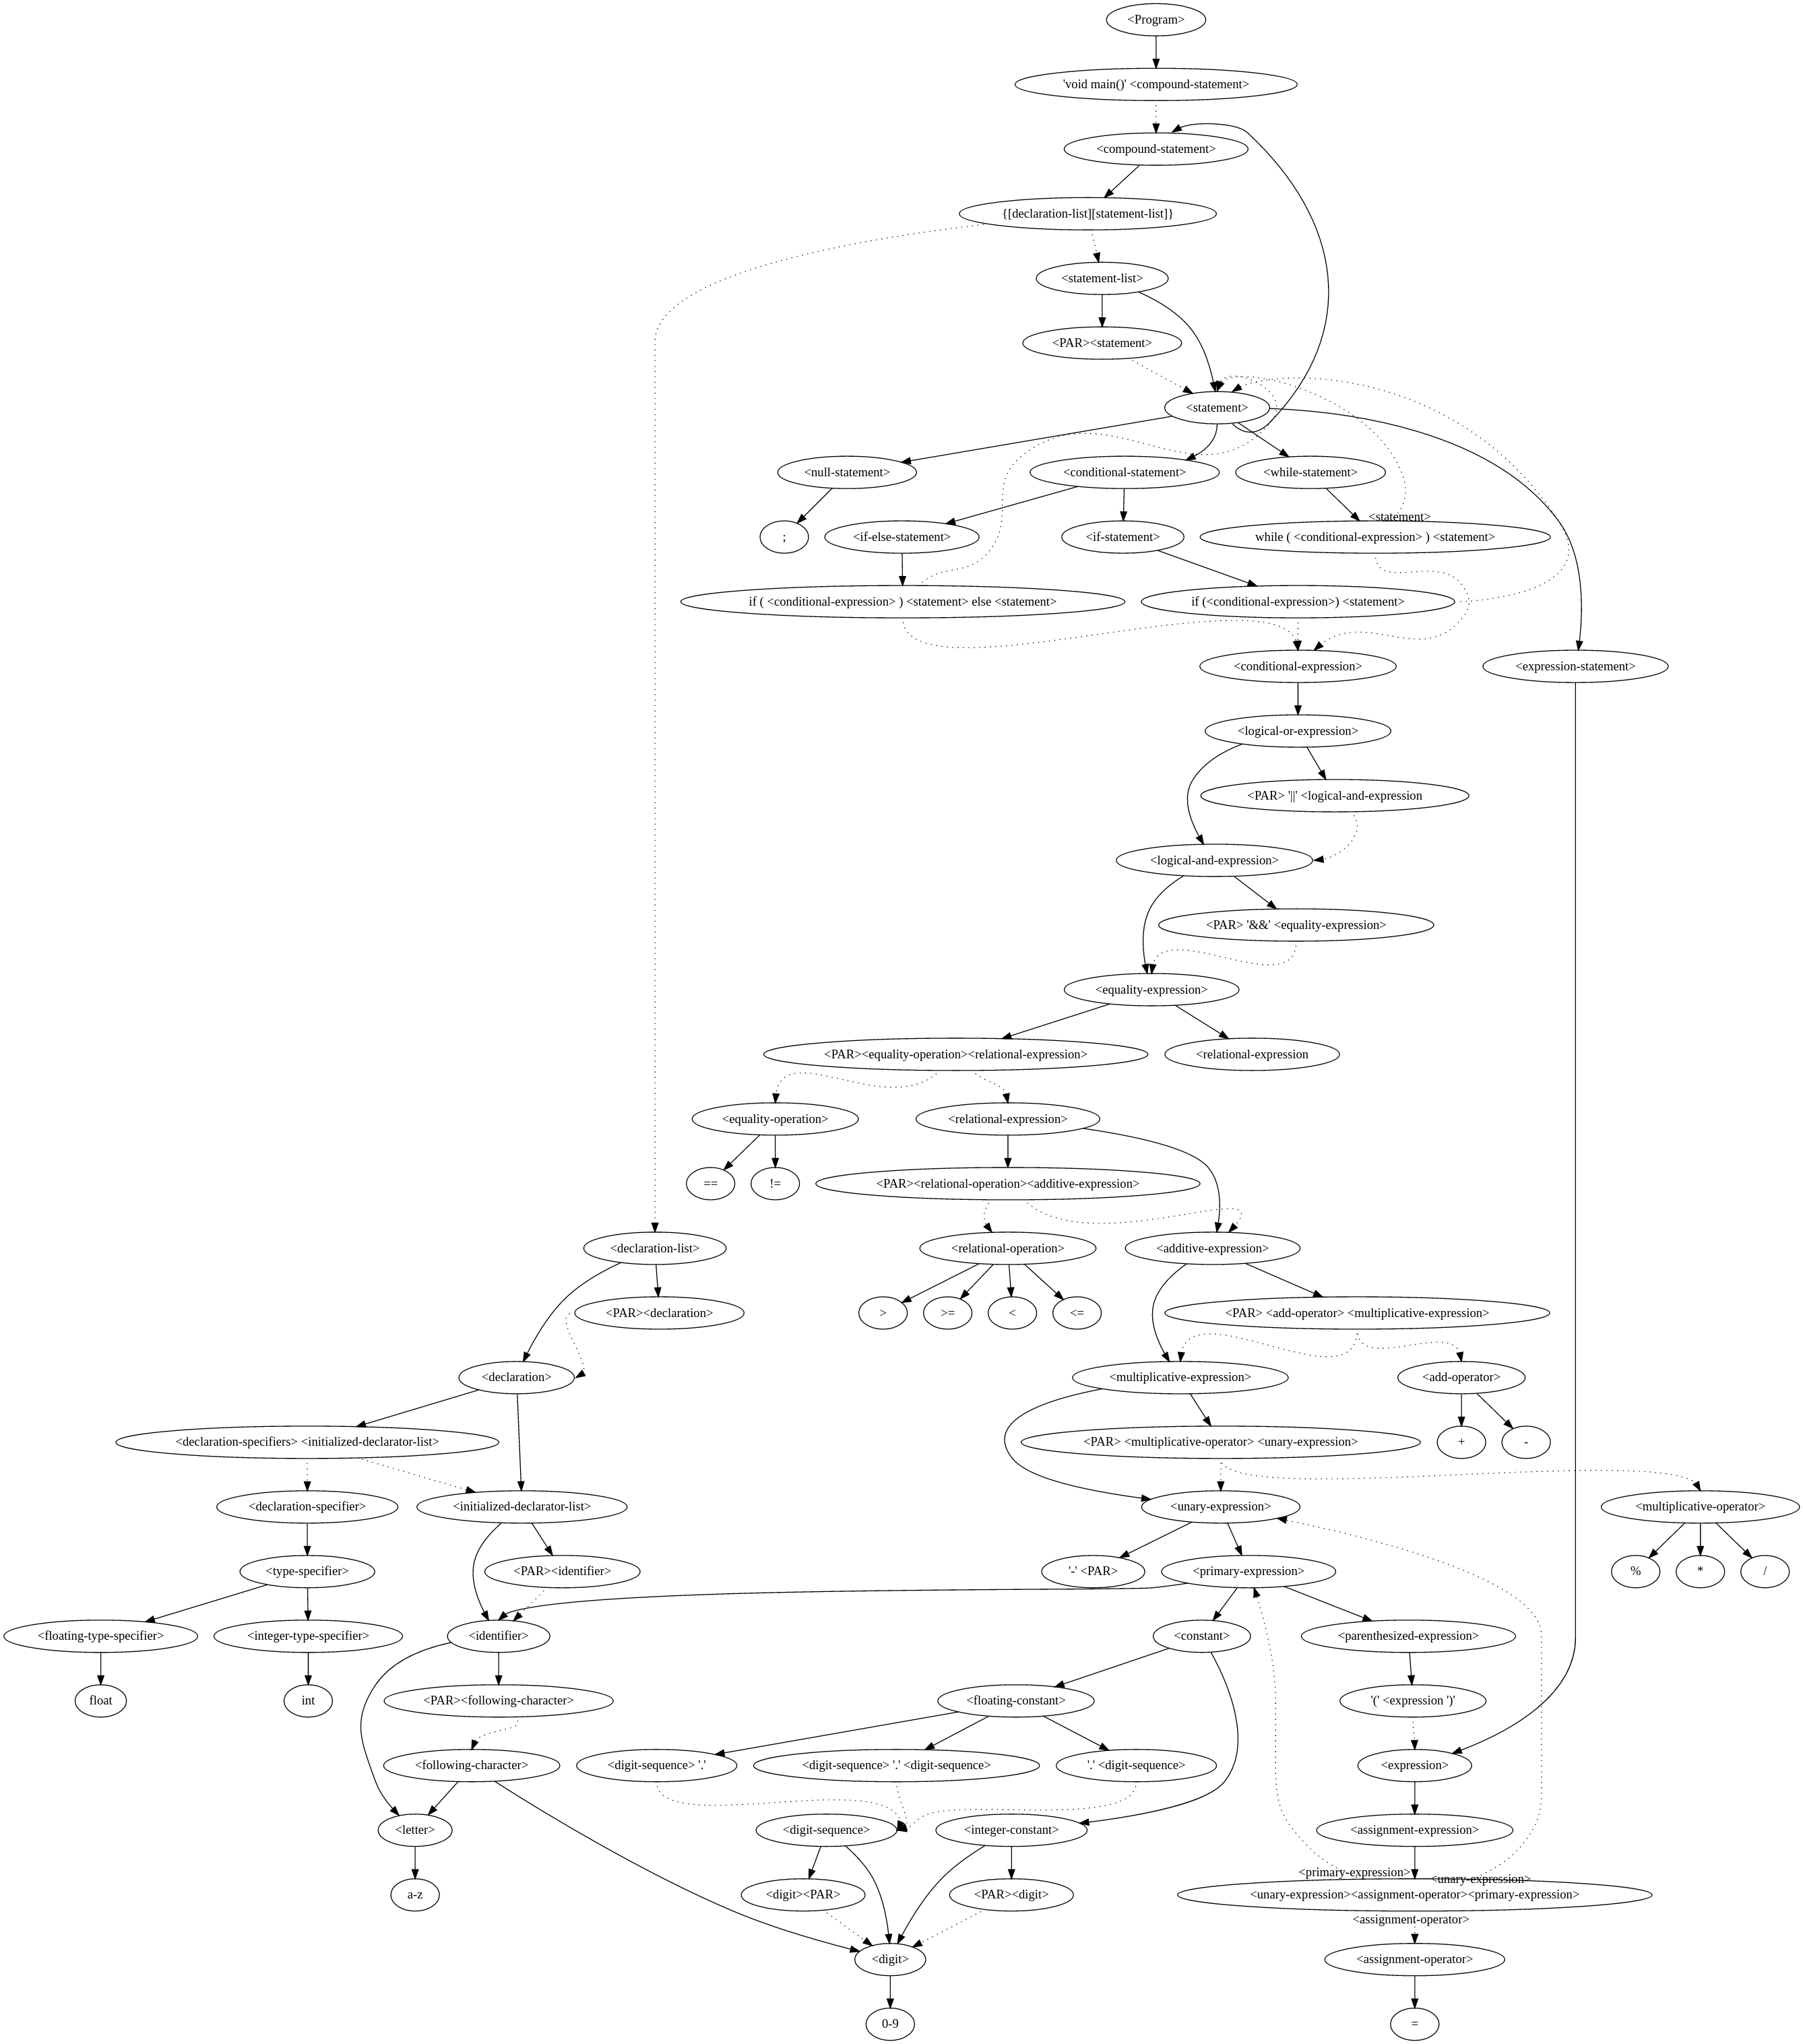 <Program>
'void main()' <compound-statement>
<compound-statement>
{[declaration-list][statement-list]}
<statement-list>
<PAR><statement>
<statement>
<null-statement>
<conditional-statement>
<while-statement>
<statement>
;
<if-else-statement>
<if-statement>
while ( <conditional-expression> ) <statement>
if ( <conditional-expression> ) <statement> else <statement>
if (<conditional-expression>) <statement>
<conditional-expression>
<expression-statement>
<logical-or-expression>
<PAR> '||' <logical-and-expression
<logical-and-expression>
<PAR> '&&' <equality-expression>
<equality-expression>
<PAR><equality-operation><relational-expression>
<relational-expression
<equality-operation>
<relational-expression>
==
!=
<PAR><relational-operation><additive-expression>
<declaration-list>
<relational-operation>
<additive-expression>
<PAR><declaration>
>
>=
<
<=
<PAR> <add-operator> <multiplicative-expression>
<declaration>
<multiplicative-expression>
<add-operator>
<declaration-specifiers> <initialized-declarator-list>
<PAR> <multiplicative-operator> <unary-expression>
+
-
<declaration-specifier>
<initialized-declarator-list>
<unary-expression>
<multiplicative-operator>
<type-specifier>
<PAR><identifier>
'-' <PAR>
<primary-expression>
%
*
/
<floating-type-specifier>
<integer-type-specifier>
<identifier>
<constant>
<parenthesized-expression>
float
int
<PAR><following-character>
<floating-constant>
'(' <expression ')'
<following-character>
<digit-sequence> '.'
<digit-sequence> '.' <digit-sequence>
'.' <digit-sequence>
<expression>
<letter>
<digit-sequence>
<integer-constant>
<assignment-expression>
<primary-expression>
<unary-expression>
a-z
<digit><PAR>
<PAR><digit>
<unary-expression><assignment-operator><primary-expression>
<assignment-operator>
<digit>
<assignment-operator>
0-9
=